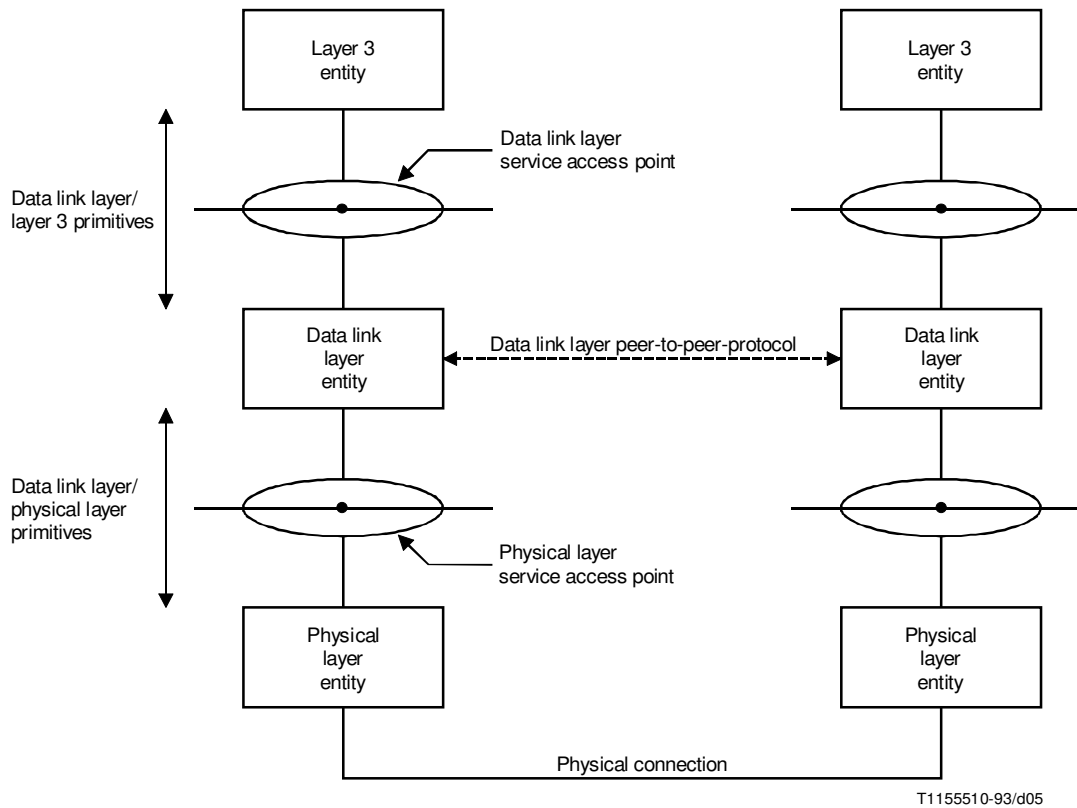 Layer 3
entity
Layer 3
entity
Data link layer
service access point
Data link layer/
layer 3 primitives
Data link
layer
entity
Data link layer peer-to-peer-protocol
Data link
layer
entity
Data link layer/
physical layer
primitives
Physical layer
service access point
Physical
layer
entity
Physical
layer
entity
Physical connection
T1155510-93/d05